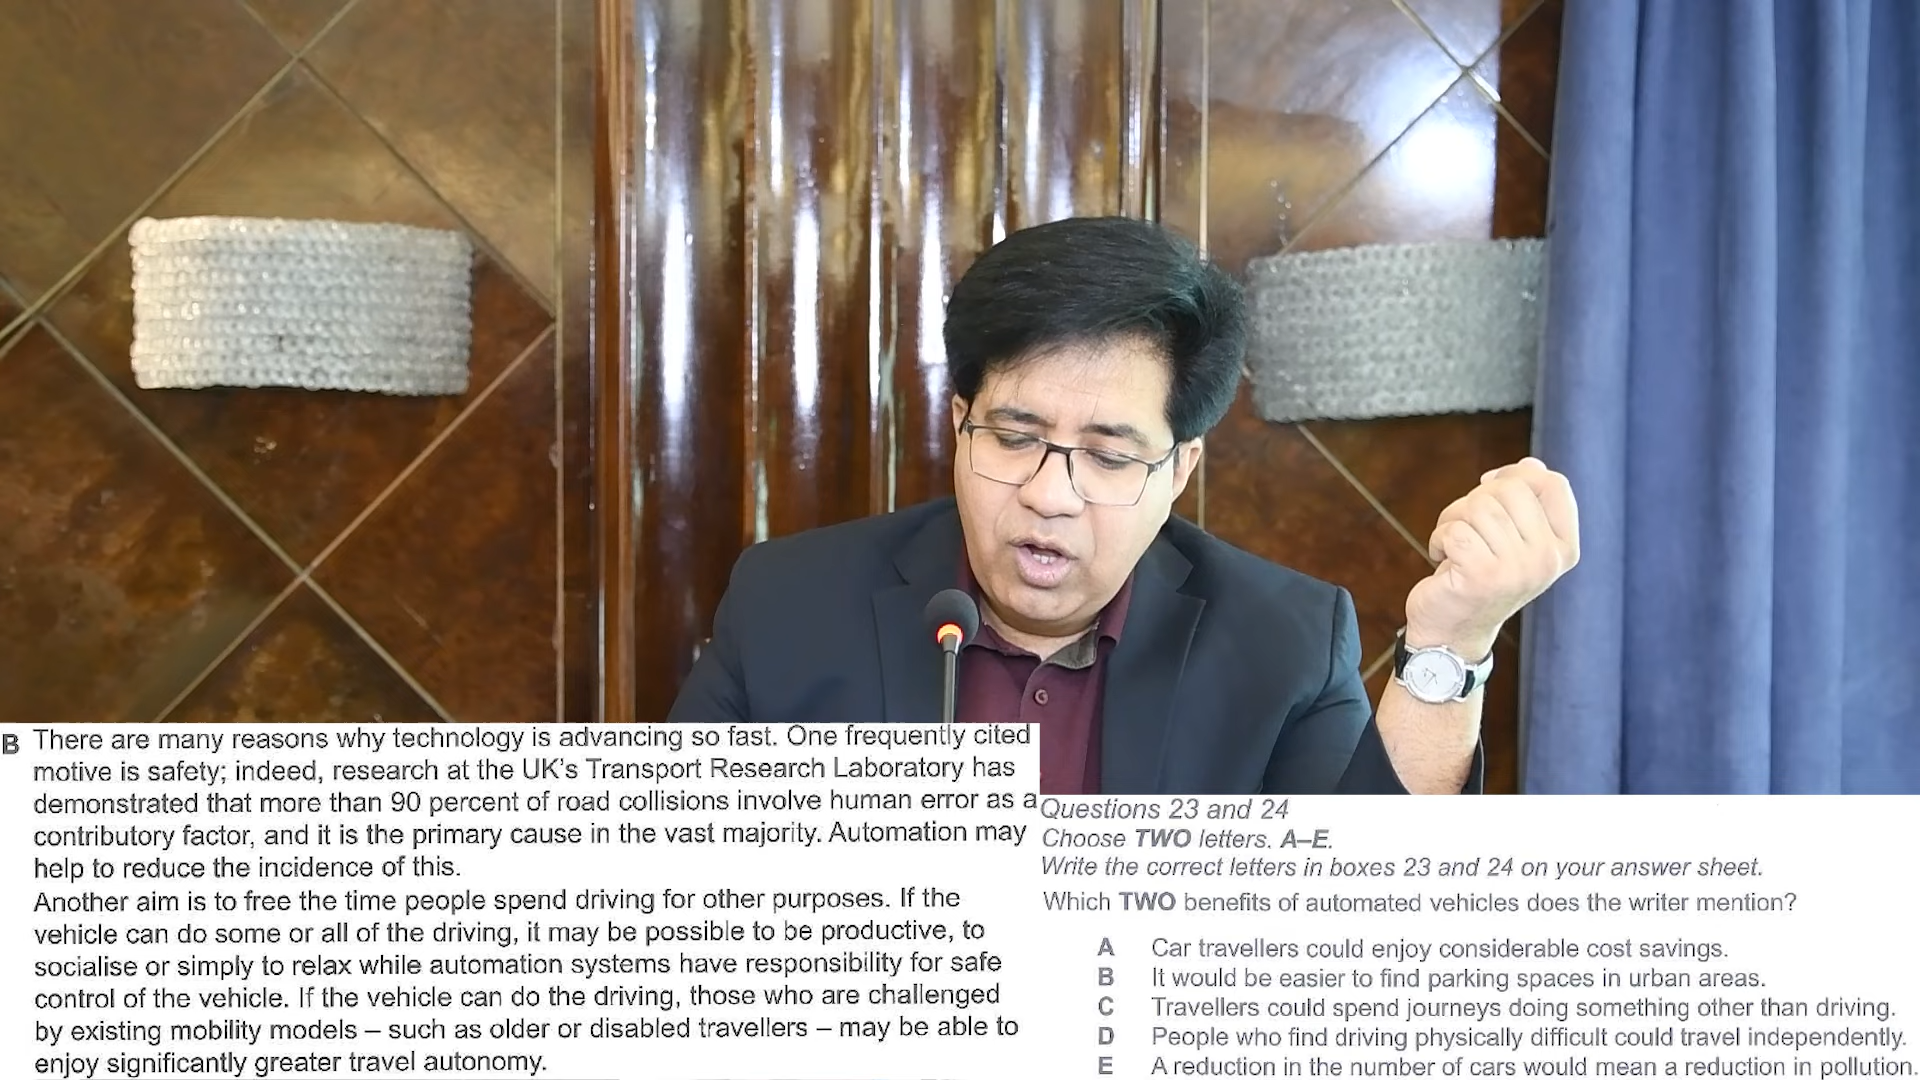 B There are many reasons why technology is advancing so fast. One frequently cited
motive is safety; indeed, research at the UK's Transport Research Laboratory has
demonstrated that more than 90 percent of road collisions involve human error as a
contributory factor, and it is the primary cause in the vast majority. Automation may
help to reduce the incidence of this.
Another aim is to free the time people spend driving for other purposes. If the
vehicle can do some or all of the driving, it may be possible to be productive, to
socialise or simply to relax while automation systems have responsibility for safe
control of the vehicle. If the vehicle can do the driving, those who are challenged
by existing mobility models – such as older or disabled travellers – may be able to
enjoy significantly greater travel autonomy.
Questions 23 and 24
Choose TWO letters, A–E.
Write the correct letters in boxes 23 and 24 on your answer sheet.
Which TWO benefits of automated vehicles does the writer mention?
A Car travellers could enjoy considerable cost savings.
B It would be easier to find parking spaces in urban areas.
C Travellers could spend journeys doing something other than driving.
D People who find driving physically difficult could travel independently.
E A reduction in the number of cars would mean a reduction in pollution.